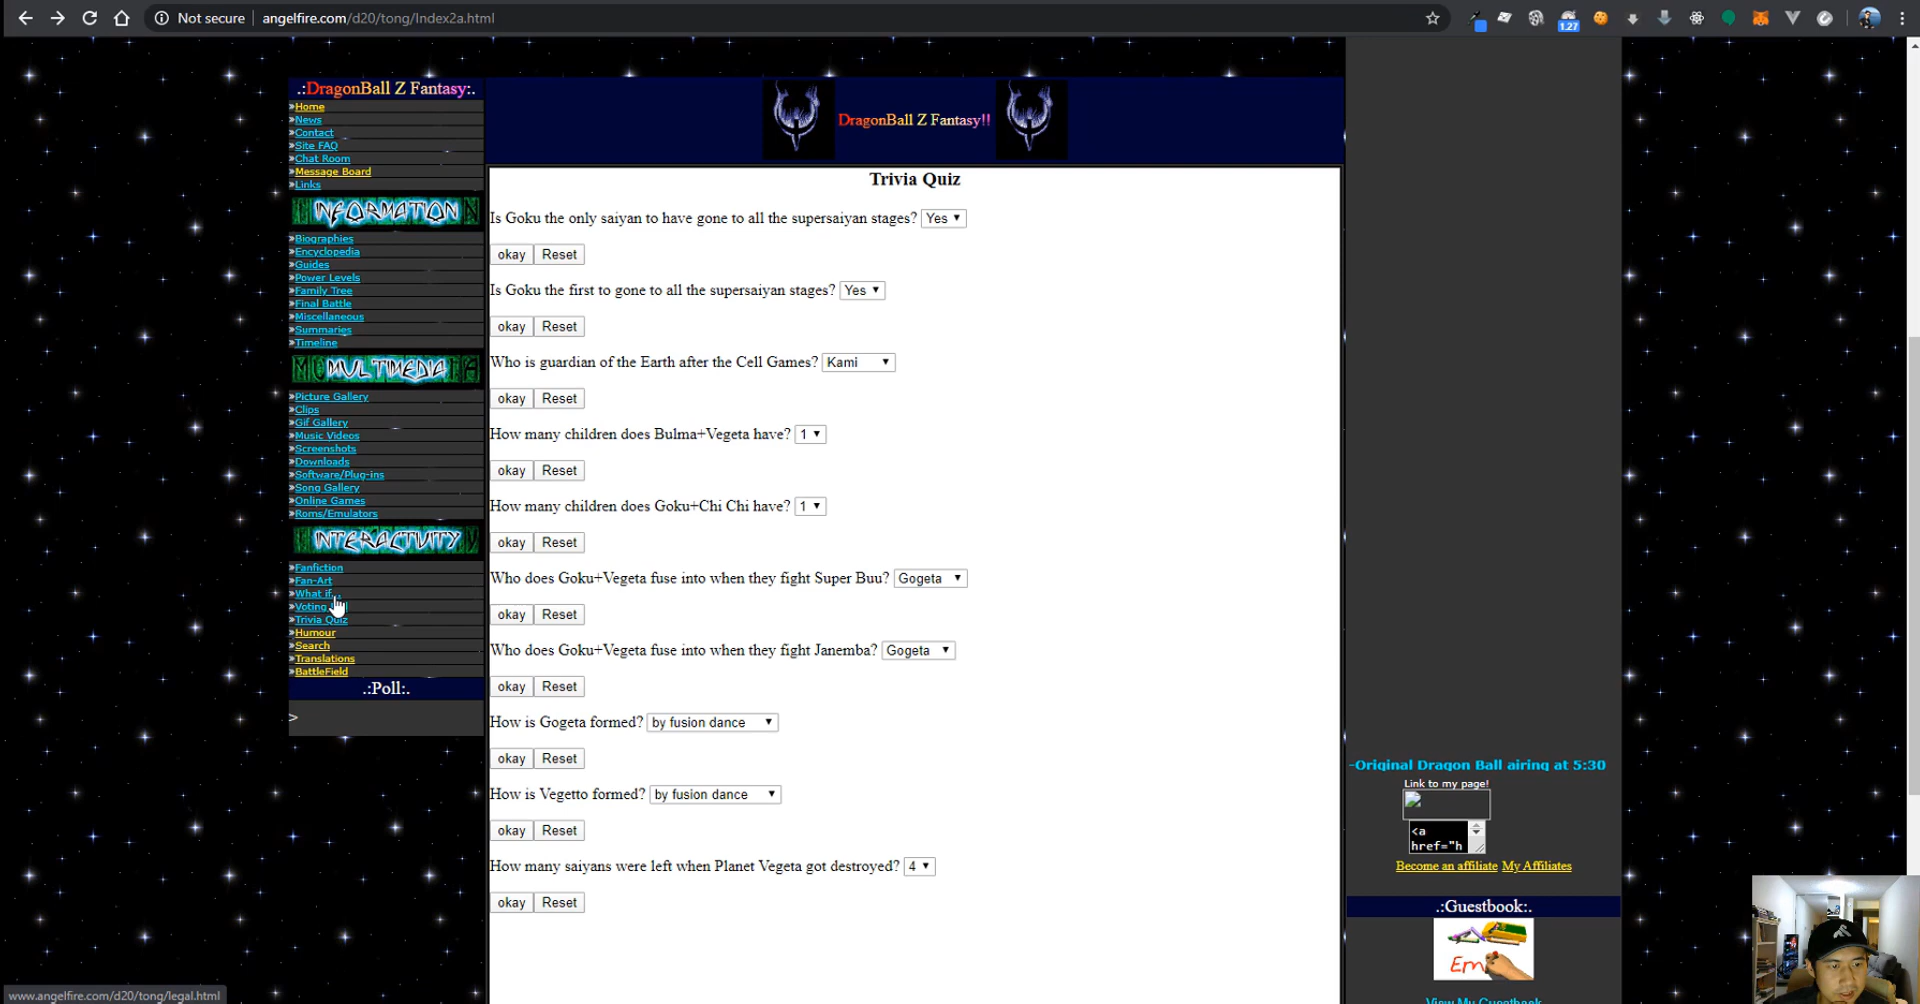 Not secure
angelfire.com/d20/tong/Index2a.html
1.27
.:DragonBall Z Fantasy:.
»Home
»News
»Contact
»Site FAQ
»Chat Room
»Message Board
»Links
INFORMATION
»Biographies
»Encyclopedia
»Guides
»Power Levels
»Family Tree
»Final Battle
»Miscellaneous
»Summaries
»Timeline
MULTIMEDIA
»Picture Gallery
»Clips
»Gif Gallery
»Music Videos
»Screenshots
»Downloads
»Software/Plug-ins
»Song Gallery
»Online Games
»Roms/Emulators
INTERACTIVITY
»Fanfiction
»Fan-Art
»What if...
»Voting
»Trivia Quiz
»Humour
»Search
»Translations
»BattleField
.:Poll:.
>
DragonBall Z Fantasy!!
Trivia Quiz
Is Goku the only saiyan to have gone to all the supersaiyan stages? Yes
okay Reset
Is Goku the first to gone to all the supersaiyan stages? Yes
okay Reset
Who is guardian of the Earth after the Cell Games? Kami
okay Reset
How many children does Bulma+Vegeta have? 1
okay Reset
How many children does Goku+Chi Chi have? 1
okay Reset
Who does Goku+Vegeta fuse into when they fight Super Buu? Gogeta
okay Reset
Who does Goku+Vegeta fuse into when they fight Janemba? Gogeta
okay Reset
How is Gogeta formed? by fusion dance
okay Reset
How is Vegetto formed? by fusion dance
okay Reset
How many saiyans were left when Planet Vegeta got destroyed? 4
okay Reset
-Original Dragon Ball airing at 5:30
Link to my page!
<a
href="h
Become an affiliate My Affiliates
.:Guestbook:.
Em
View My Guestbook
www.angelfire.com/d20/tong/legal.html